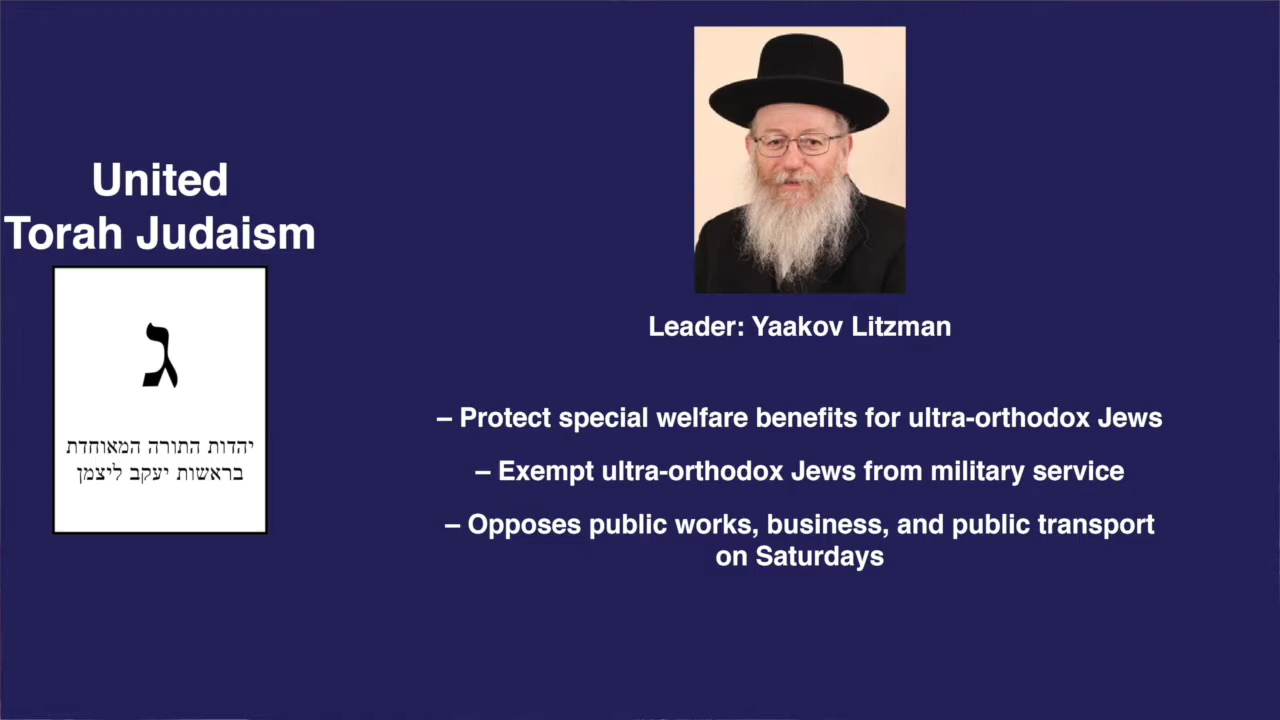 United
Torah Judaism
ג
יהדות התורה המאוחדת
בראשות יעקב ליצמן
Leader: Yaakov Litzman
– Protect special welfare benefits for ultra-orthodox Jews
– Exempt ultra-orthodox Jews from military service
– Opposes public works, business, and public transport
on Saturdays